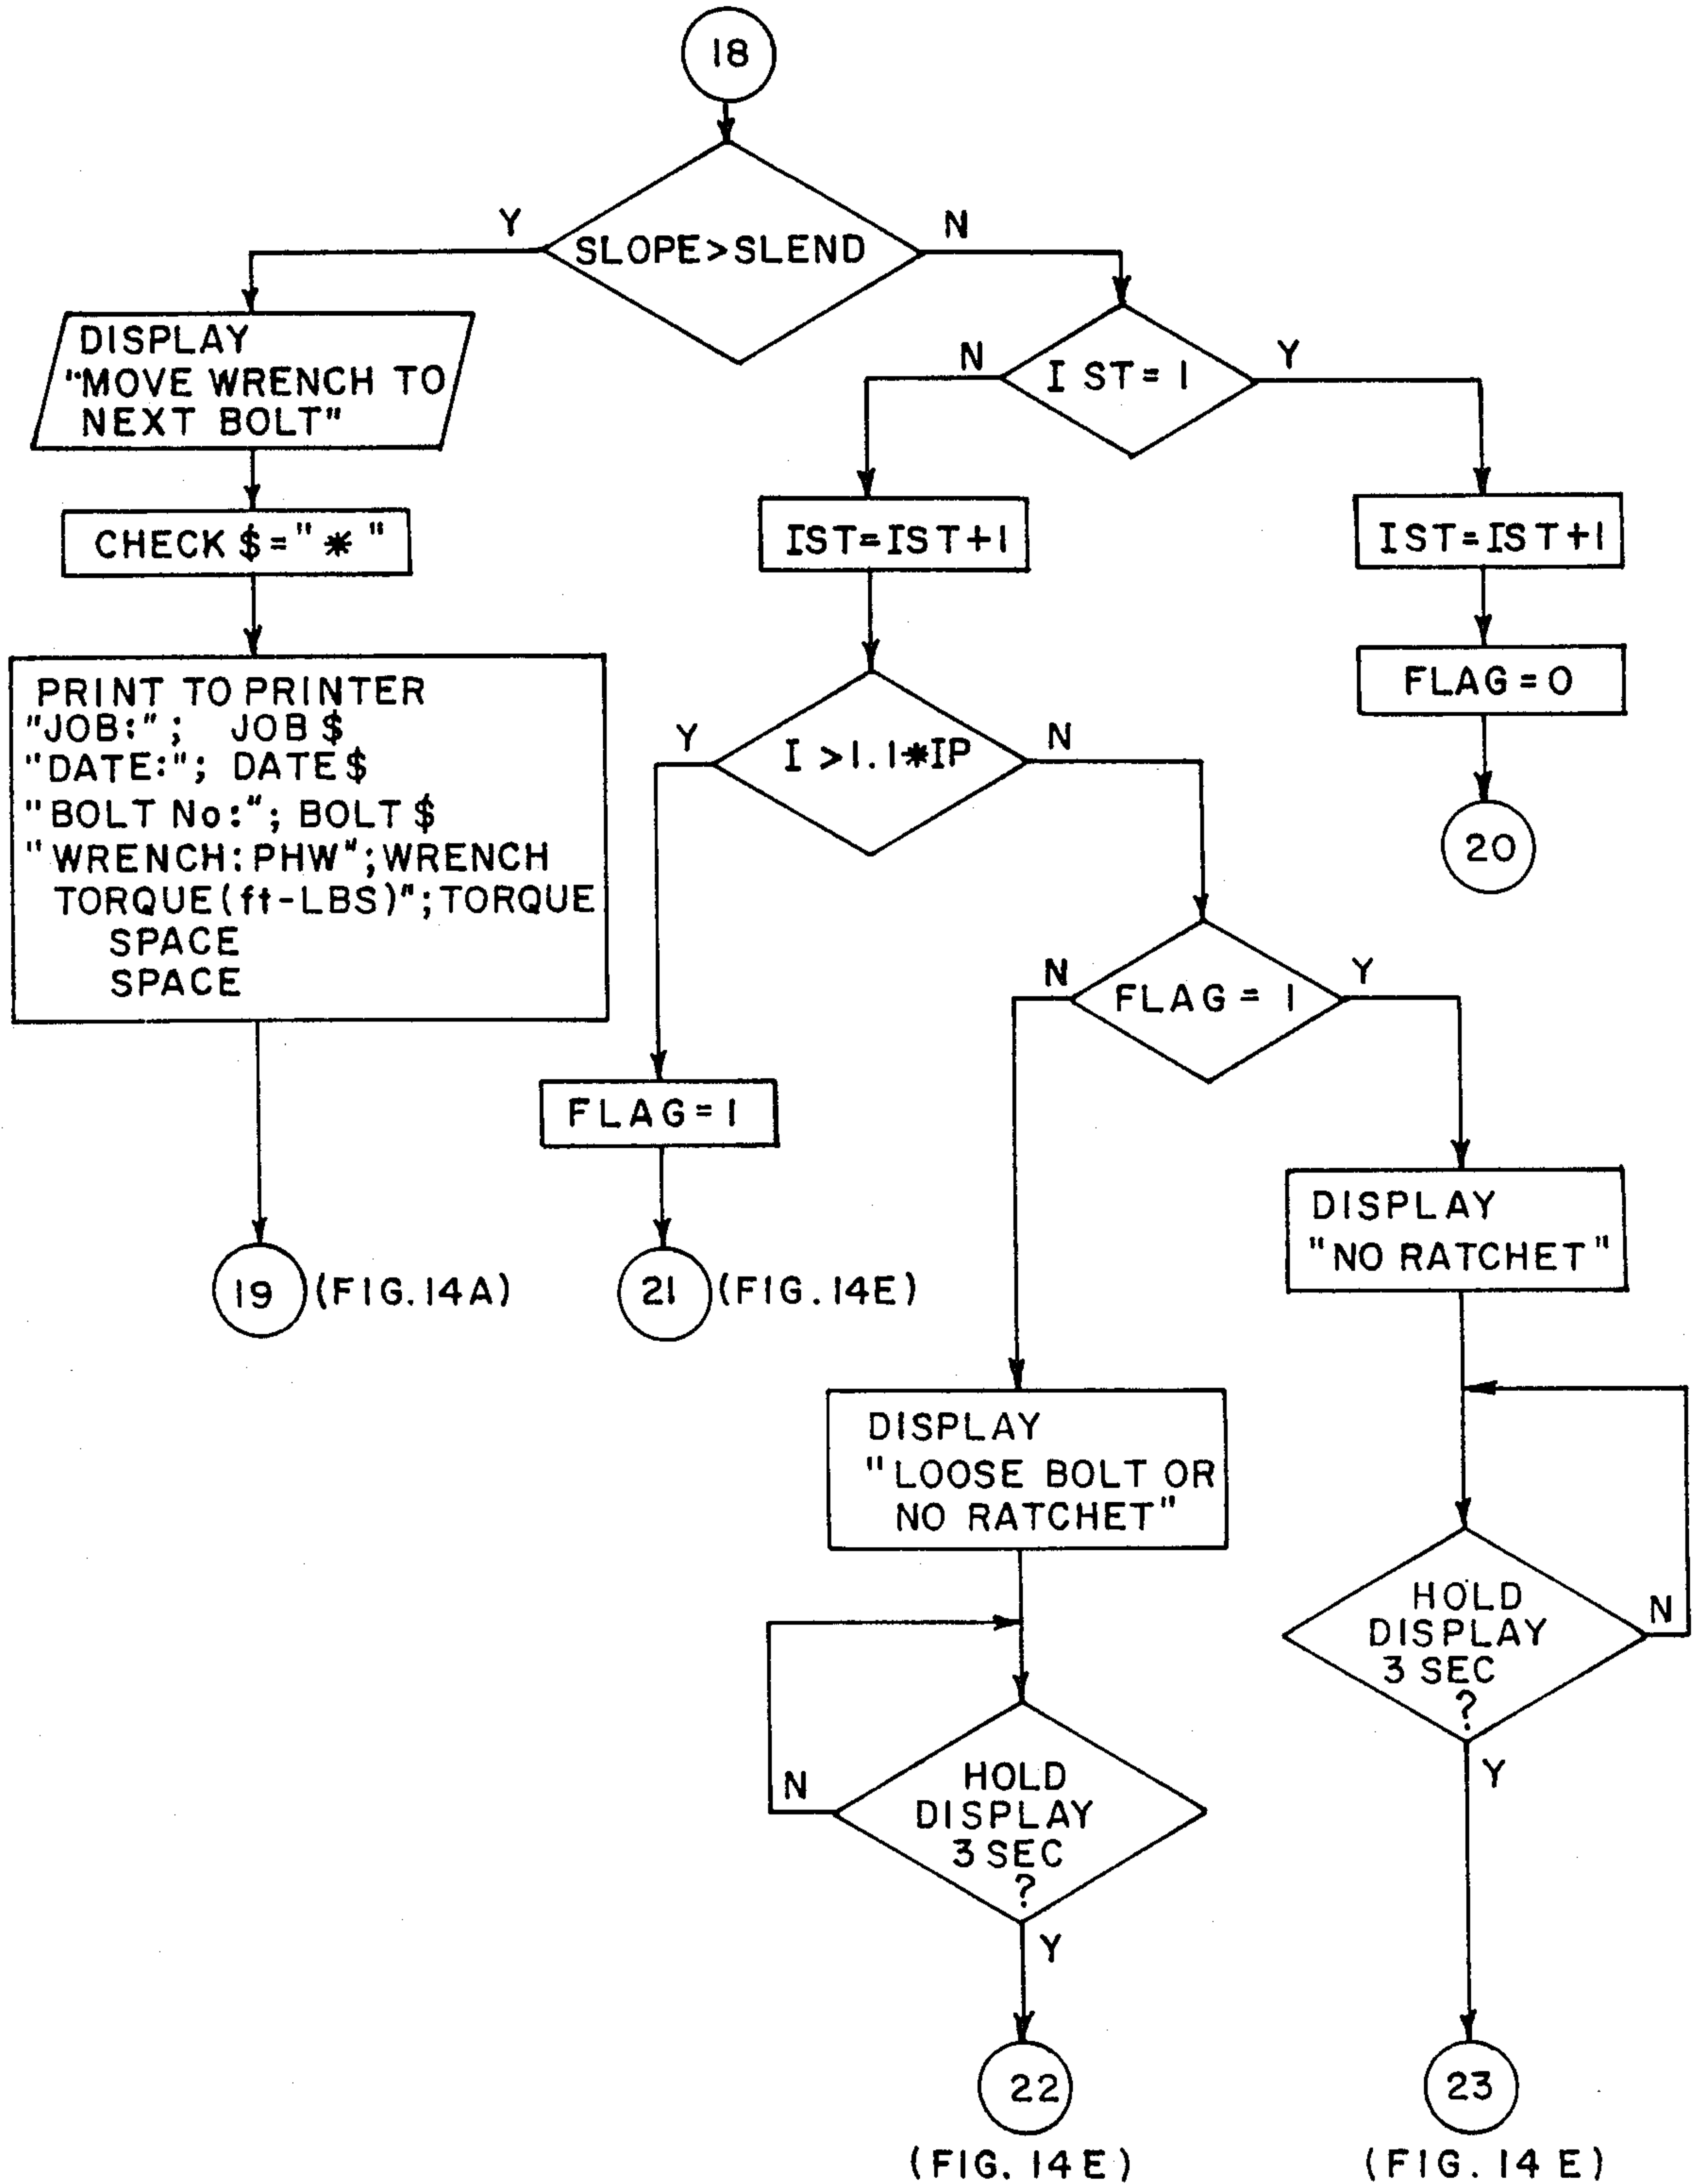 18
Y
SLOPE>SLEND
N
DISPLAY
"MOVE WRENCH TO
NEXT BOLT"
N
IST=1
Y
CHECK $="*"
IST=IST+1
IST=IST+1
FLAG=0
20
PRINT TO PRINTER
"JOB:"; JOB $
"DATE:"; DATE $
"BOLT No:"; BOLT $
"WRENCH: PHW"; WRENCH
TORQUE(ft-LBS)"; TORQUE
SPACE
SPACE
19
(FIG.14A)
Y
I >1.1*IP
N
FLAG=1
21
(FIG.14E)
N
FLAG = 1
Y
DISPLAY
"NO RATCHET"
DISPLAY
"LOOSE BOLT OR
NO RATCHET"
HOLD
DISPLAY
3 SEC
?
N
Y
N
HOLD
DISPLAY
3 SEC
?
Y
22
(FIG. 14E)
23
(FIG. 14 E)